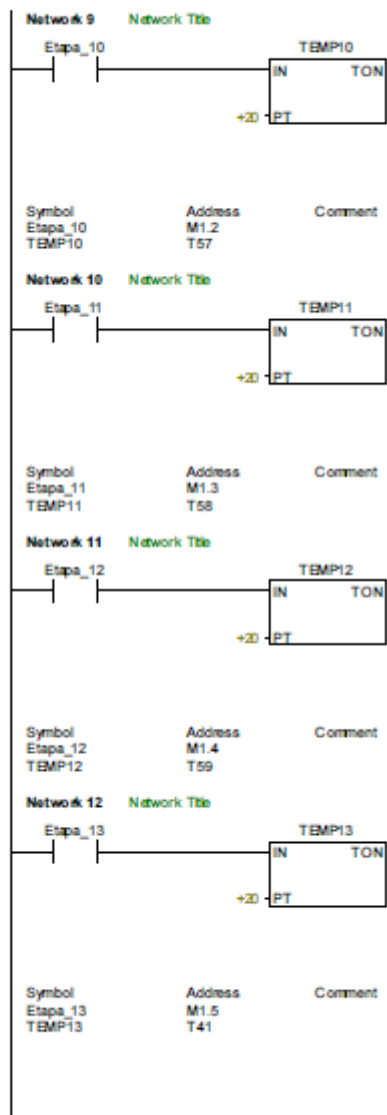 Network 9 Network Title
Etapa_10 TEMP10
IN TON
+20 PT
Symbol Address Comment
Etapa_10 M1.2
TEMP10 T57
Network 10 Network Title
Etapa_11 TEMP11
IN TON
+20 PT
Symbol Address Comment
Etapa_11 M1.3
TEMP11 T58
Network 11 Network Title
Etapa_12 TEMP12
IN TON
+20 PT
Symbol Address Comment
Etapa_12 M1.4
TEMP12 T59
Network 12 Network Title
Etapa_13 TEMP13
IN TON
+20 PT
Symbol Address Comment
Etapa_13 M1.5
TEMP13 T41